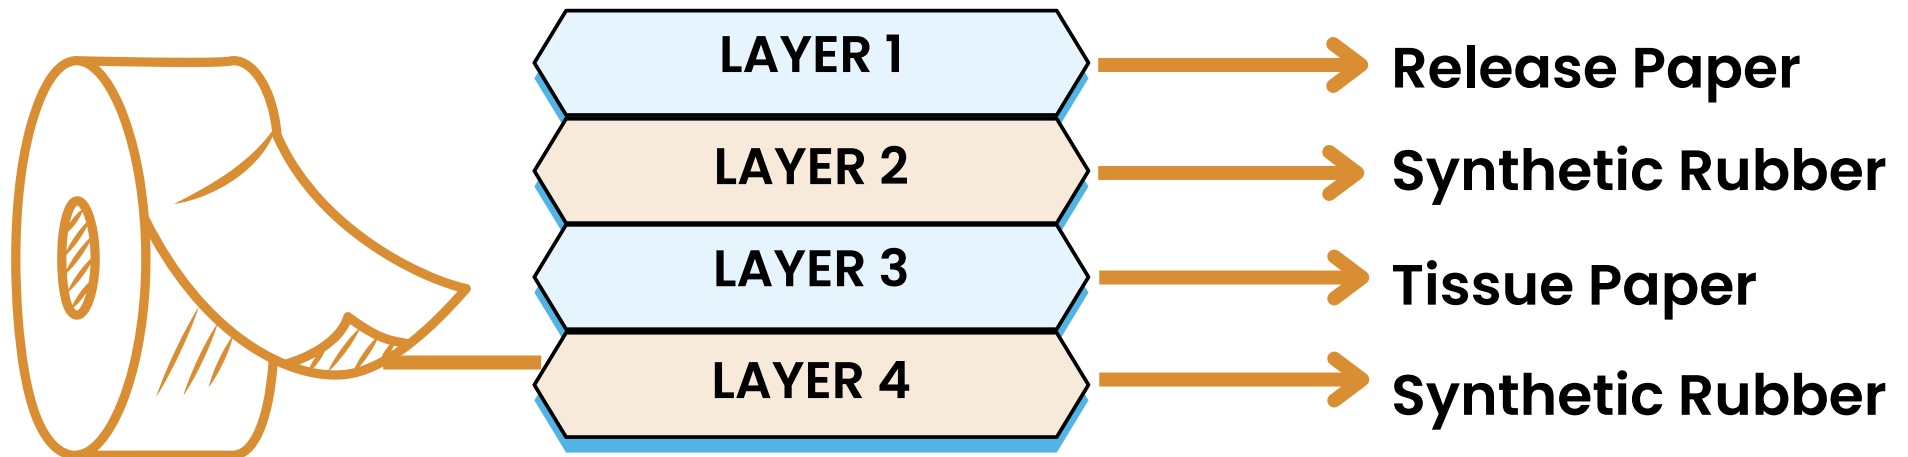 LAYER 1
Release Paper
LAYER 2
Synthetic Rubber
LAYER 3
Tissue Paper
LAYER 4
Synthetic Rubber